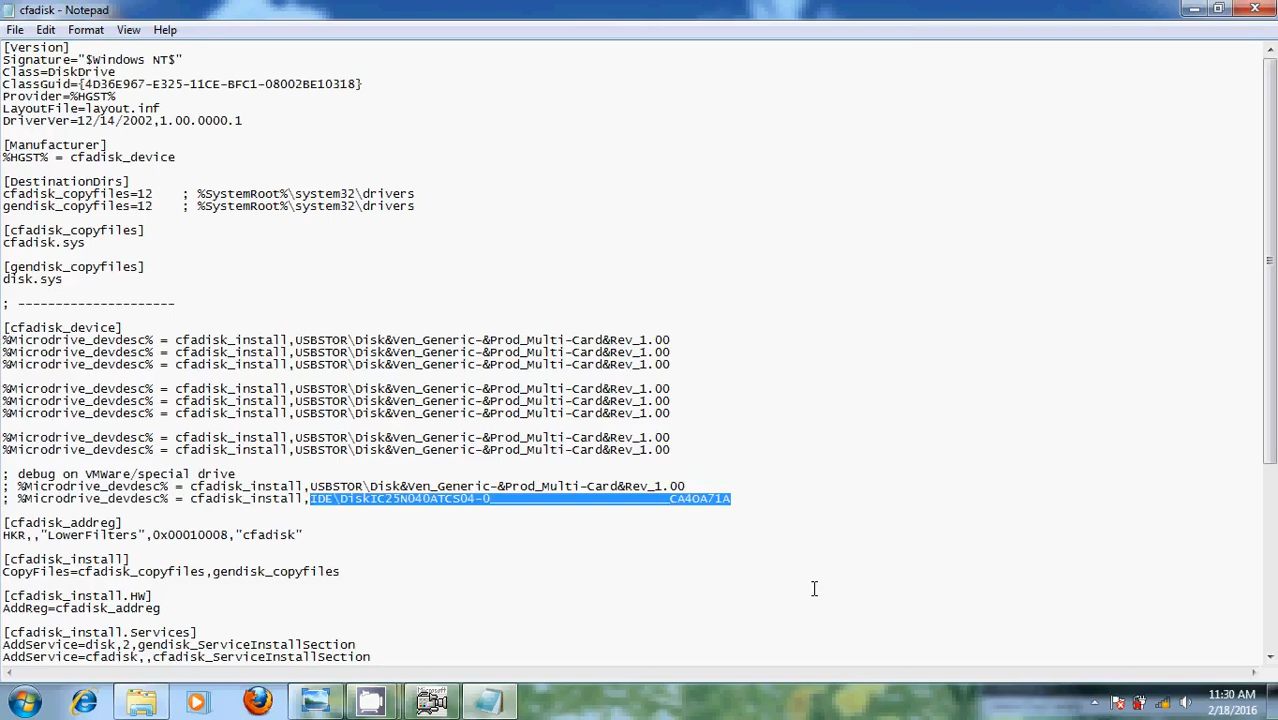 cfadisk - Notepad
File Edit Format View Help
[Version]
Signature="$Windows NT$"
Class=DiskDrive
ClassGuid={4D36E967-E325-11CE-BFC1-08002BE10318}
Provider=%HGST%
LayoutFile=layout.inf
DriverVer=12/14/2002,1.00.0000.1
[Manufacturer]
%HGST% = cfadisk_device
[DestinationDirs]
cfadisk_copyfiles=12 ; %SystemRoot%\system32\drivers
gendisk_copyfiles=12 ; %SystemRoot%\system32\drivers
[cfadisk_copyfiles]
cfadisk.sys
[gendisk_copyfiles]
disk.sys
; ---------------------
[cfadisk_device]
%Microdrive_devdesc% = cfadisk_install,USBSTOR\Disk&Ven_Generic-&Prod_Multi-Card&Rev_1.00
%Microdrive_devdesc% = cfadisk_install,USBSTOR\Disk&Ven_Generic-&Prod_Multi-Card&Rev_1.00
%Microdrive_devdesc% = cfadisk_install,USBSTOR\Disk&Ven_Generic-&Prod_Multi-Card&Rev_1.00
%Microdrive_devdesc% = cfadisk_install,USBSTOR\Disk&Ven_Generic-&Prod_Multi-Card&Rev_1.00
%Microdrive_devdesc% = cfadisk_install,USBSTOR\Disk&Ven_Generic-&Prod_Multi-Card&Rev_1.00
%Microdrive_devdesc% = cfadisk_install,USBSTOR\Disk&Ven_Generic-&Prod_Multi-Card&Rev_1.00
%Microdrive_devdesc% = cfadisk_install,USBSTOR\Disk&Ven_Generic-&Prod_Multi-Card&Rev_1.00
%Microdrive_devdesc% = cfadisk_install,USBSTOR\Disk&Ven_Generic-&Prod_Multi-Card&Rev_1.00
; debug on VMWare/special drive
; %Microdrive_devdesc% = cfadisk_install,USBSTOR\Disk&Ven_Generic-&Prod_Multi-Card&Rev_1.00
; %Microdrive_devdesc% = cfadisk_install,IDE\DiskIC25N040ATCS04-0________________________CA4OA71A
[cfadisk_addreg]
HKR,,"LowerFilters",0x00010008,"cfadisk"
[cfadisk_install]
CopyFiles=cfadisk_copyfiles,gendisk_copyfiles
[cfadisk_install.HW]
AddReg=cfadisk_addreg
[cfadisk_install.Services]
AddService=disk,2,gendisk_ServiceInstallSection
AddService=cfadisk,,cfadisk_ServiceInstallSection
Microsoft
11:30 AM
2/18/2016